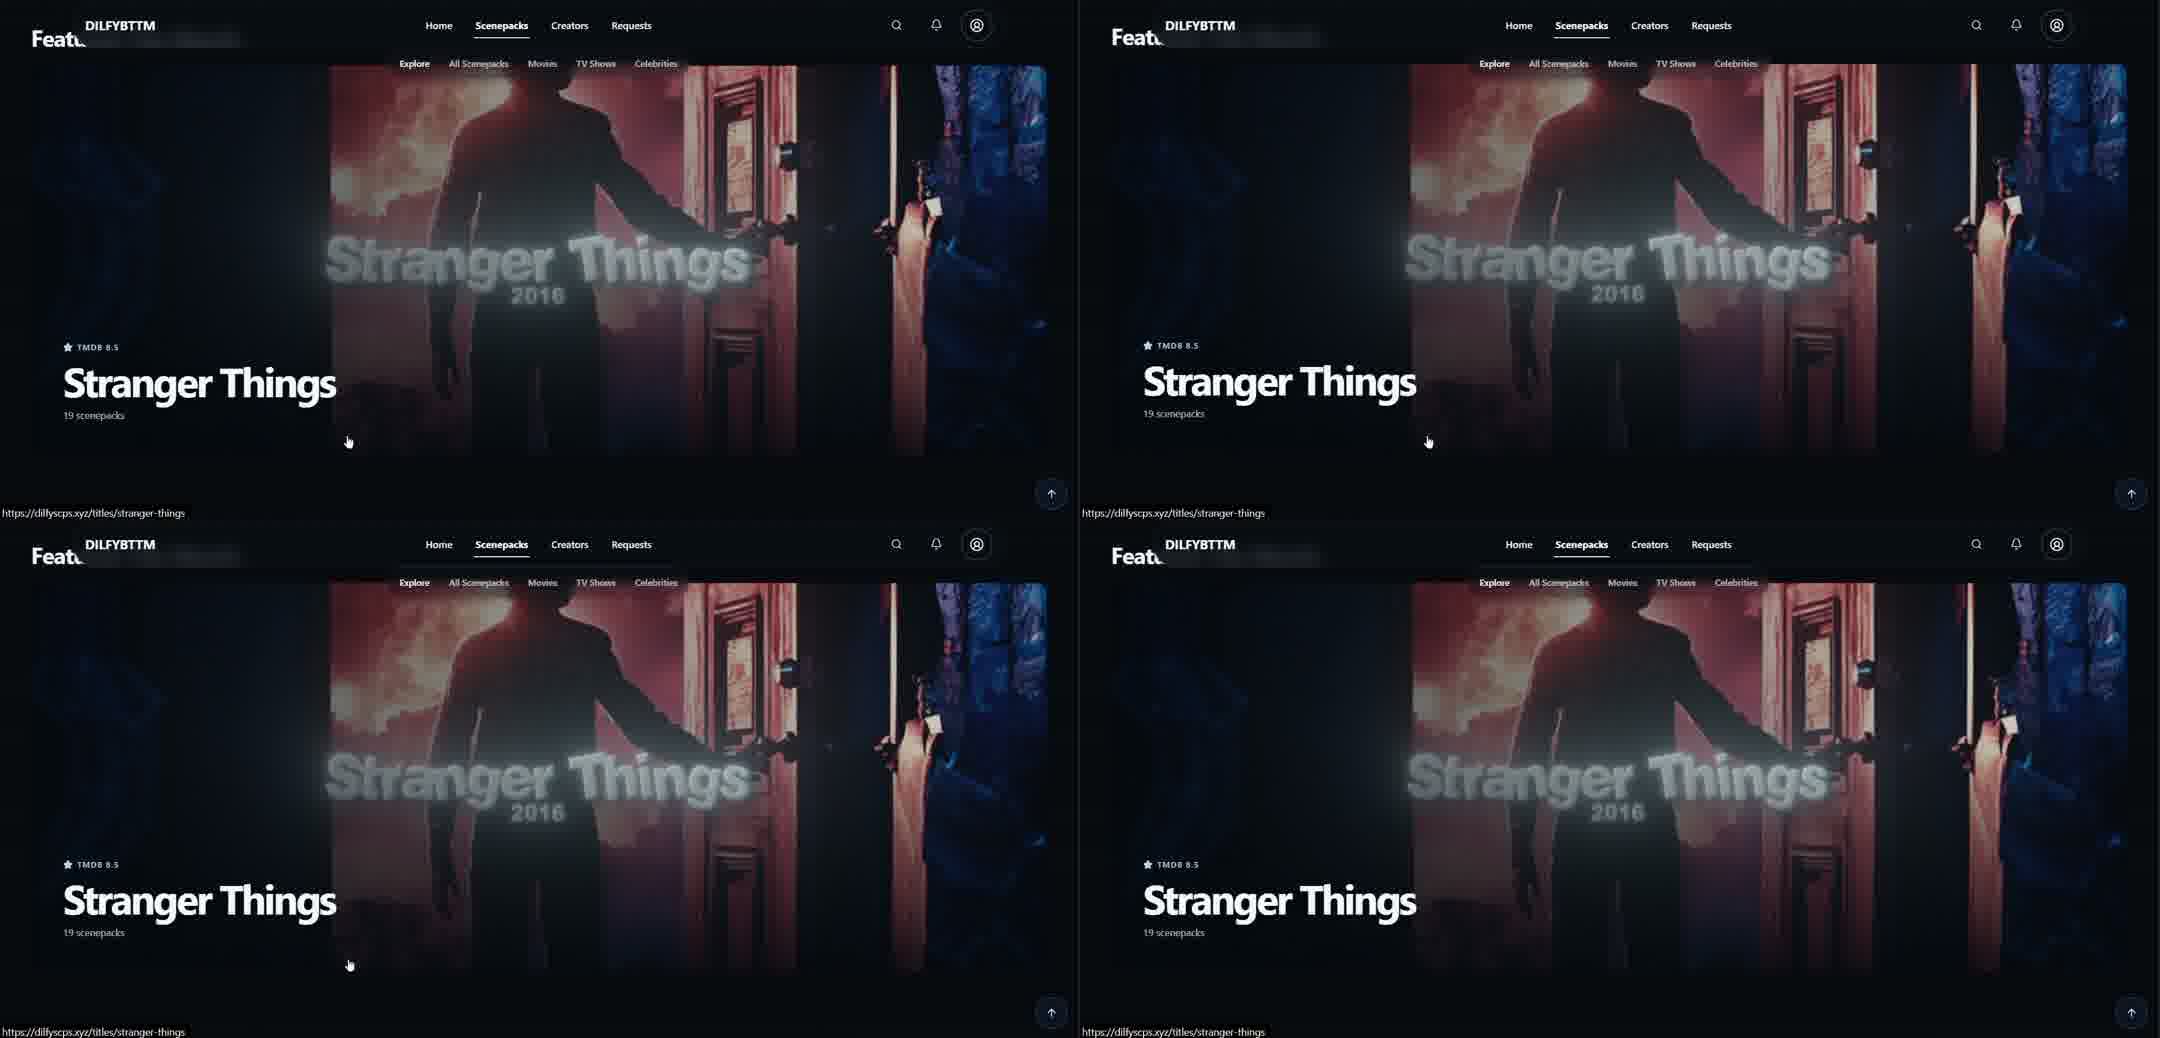 DILFYBTTM Home Scenepacks Creators Requests
Featu
Explore All Scenepacks Movies TV Shows Celebrities
Stranger Things
2016
TMDB 8.5
Stranger Things
19 scenepacks
https://dilfyscps.xyz/titles/stranger-things
DILFYBTTM Home Scenepacks Creators Requests
Featu
Explore All Scenepacks Movies TV Shows Celebrities
Stranger Things
2016
TMDB 8.5
Stranger Things
19 scenepacks
https://dilfyscps.xyz/titles/stranger-things
DILFYBTTM Home Scenepacks Creators Requests
Featu
Explore All Scenepacks Movies TV Shows Celebrities
Stranger Things
2016
TMDB 8.5
Stranger Things
19 scenepacks
https://dilfyscps.xyz/titles/stranger-things
DILFYBTTM Home Scenepacks Creators Requests
Featu
Explore All Scenepacks Movies TV Shows Celebrities
Stranger Things
2016
TMDB 8.5
Stranger Things
19 scenepacks
https://dilfyscps.xyz/titles/stranger-things